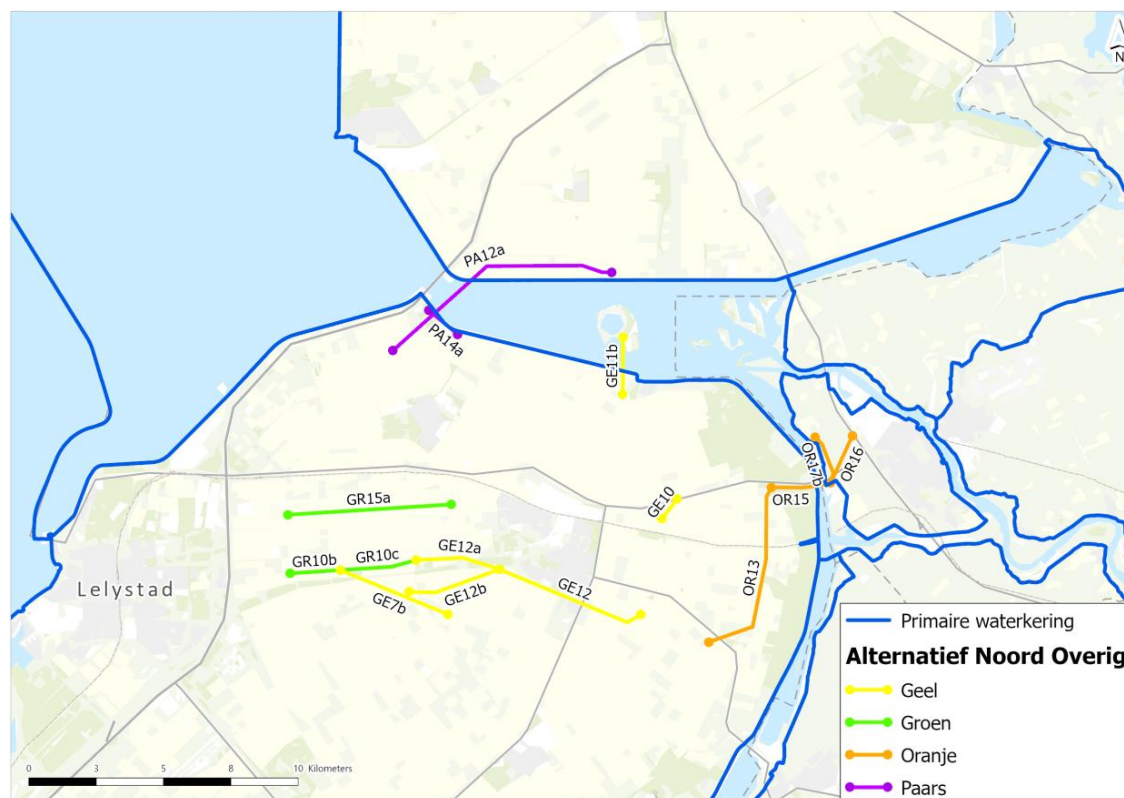 N
PA12a
PA14a
GE11b
OR17b
OR16
OR15
GE10
GR15a
GE12a
GR10c
GR10b
GE12b
GE7b
GE12
OR13
Lelystad
Primaire waterkering
Alternatief Noord Overig
Geel
Groen
Oranje
Paars
0 3 5 8 10 Kilometers